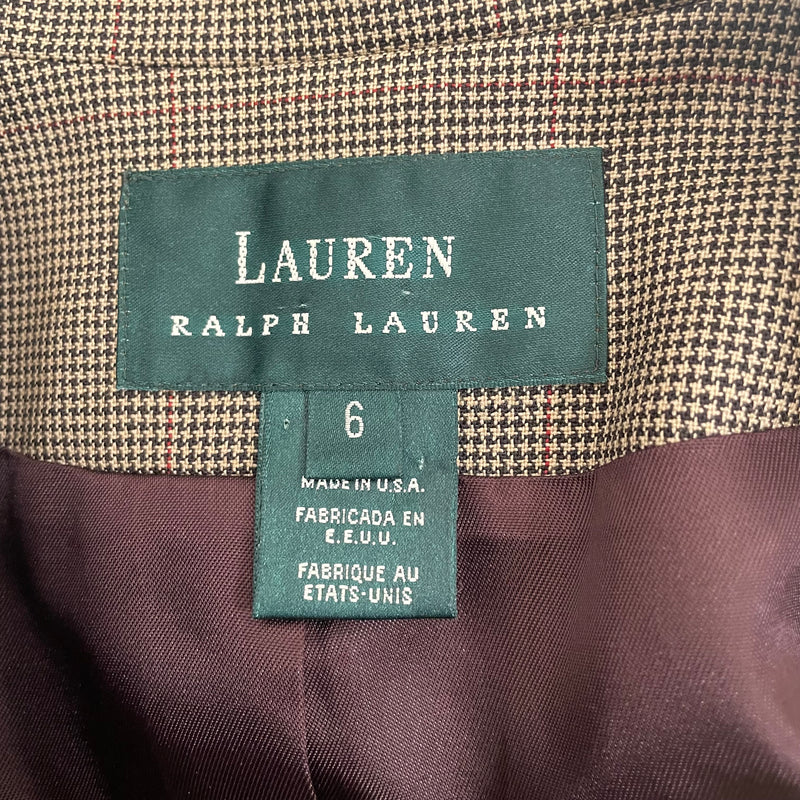 LAUREN
RALPH LAUREN
6
MADE IN U.S.A.
FABRICADA EN
E.E.U.U.
FABRIQUE AU
ETATS-UNIS